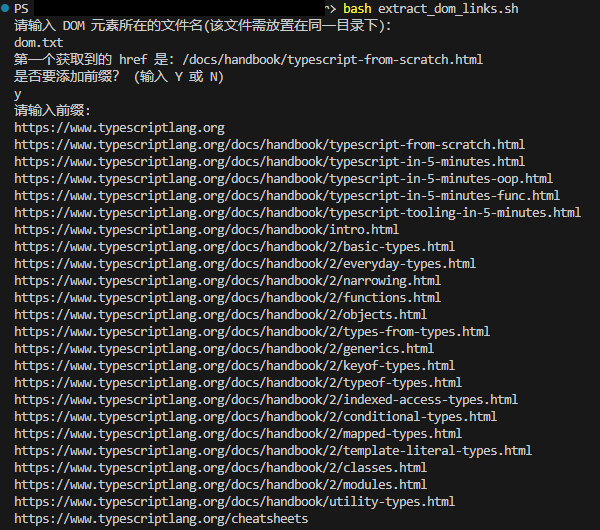 PS r> bash extract_dom_links.sh
请输入 DOM 元素所在的文件名(该文件需放置在同一目录下):
dom.txt
第一个获取到的 href 是: /docs/handbook/typescript-from-scratch.html
是否要添加前缀? (输入 Y 或 N)
y
请输入前缀:
https://www.typescriptlang.org
https://www.typescriptlang.org/docs/handbook/typescript-from-scratch.html
https://www.typescriptlang.org/docs/handbook/typescript-in-5-minutes.html
https://www.typescriptlang.org/docs/handbook/typescript-in-5-minutes-oop.html
https://www.typescriptlang.org/docs/handbook/typescript-in-5-minutes-func.html
https://www.typescriptlang.org/docs/handbook/typescript-tooling-in-5-minutes.html
https://www.typescriptlang.org/docs/handbook/intro.html
https://www.typescriptlang.org/docs/handbook/2/basic-types.html
https://www.typescriptlang.org/docs/handbook/2/everyday-types.html
https://www.typescriptlang.org/docs/handbook/2/narrowing.html
https://www.typescriptlang.org/docs/handbook/2/functions.html
https://www.typescriptlang.org/docs/handbook/2/objects.html
https://www.typescriptlang.org/docs/handbook/2/types-from-types.html
https://www.typescriptlang.org/docs/handbook/2/generics.html
https://www.typescriptlang.org/docs/handbook/2/keyof-types.html
https://www.typescriptlang.org/docs/handbook/2/typeof-types.html
https://www.typescriptlang.org/docs/handbook/2/indexed-access-types.html
https://www.typescriptlang.org/docs/handbook/2/conditional-types.html
https://www.typescriptlang.org/docs/handbook/2/mapped-types.html
https://www.typescriptlang.org/docs/handbook/2/template-literal-types.html
https://www.typescriptlang.org/docs/handbook/2/classes.html
https://www.typescriptlang.org/docs/handbook/2/modules.html
https://www.typescriptlang.org/docs/handbook/utility-types.html
https://www.typescriptlang.org/cheatsheets